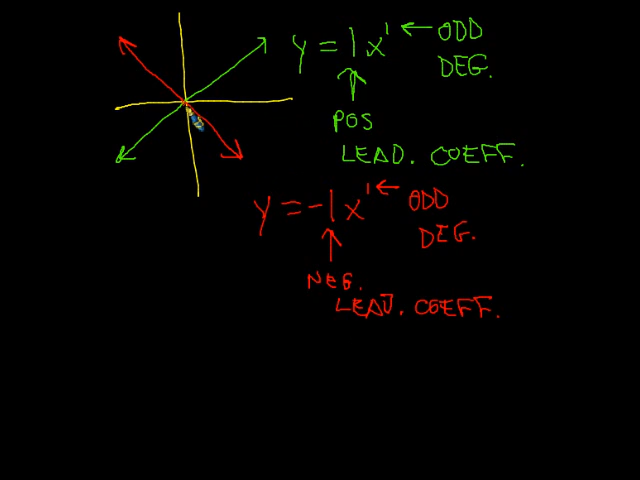 y = 1x¹ ← ODD
DEG.
POS
LEAD. COEFF.
y = -1x¹ ← ODD
DEG.
NEG.
LEAD. COEFF.